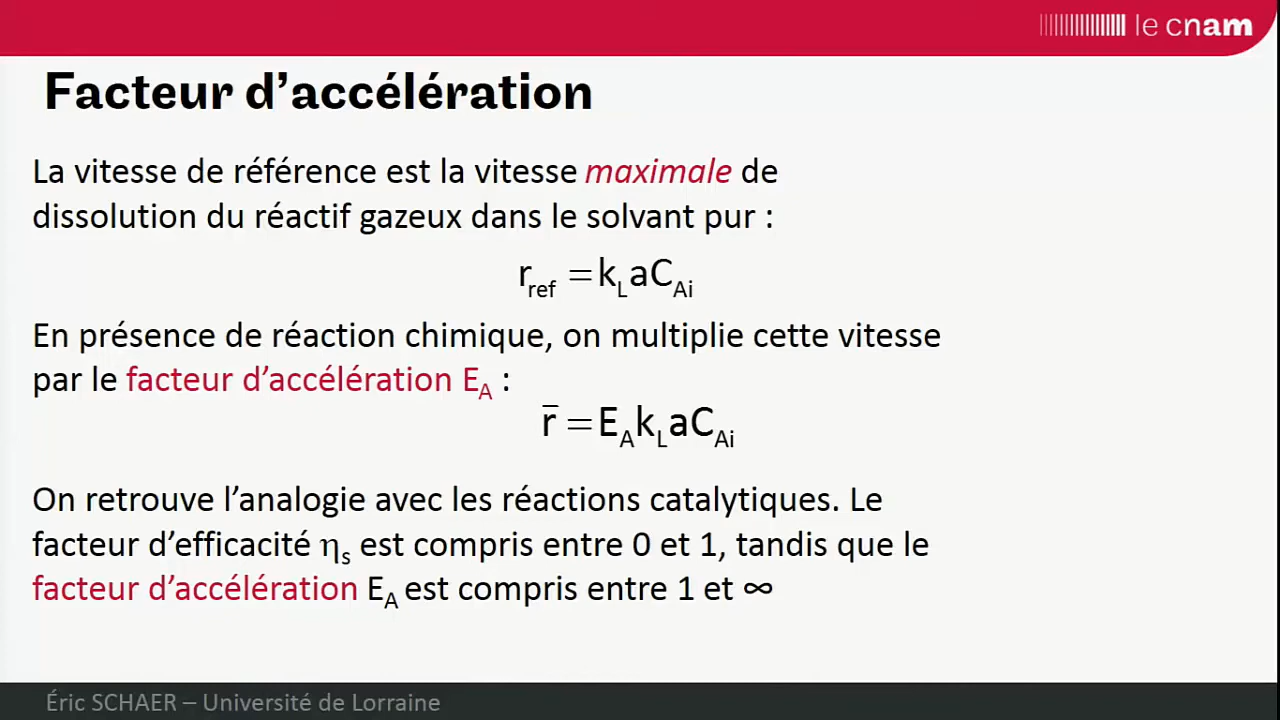 le cnam
Facteur d’accélération
La vitesse de référence est la vitesse maximale de
dissolution du réactif gazeux dans le solvant pur :
r_ref = k_L a C_Ai
En présence de réaction chimique, on multiplie cette vitesse
par le facteur d’accélération E_A :
r̄ = E_A k_L a C_Ai
On retrouve l’analogie avec les réactions catalytiques. Le
facteur d’efficacité η_s est compris entre 0 et 1, tandis que le
facteur d’accélération E_A est compris entre 1 et ∞
Éric SCHAER – Université de Lorraine